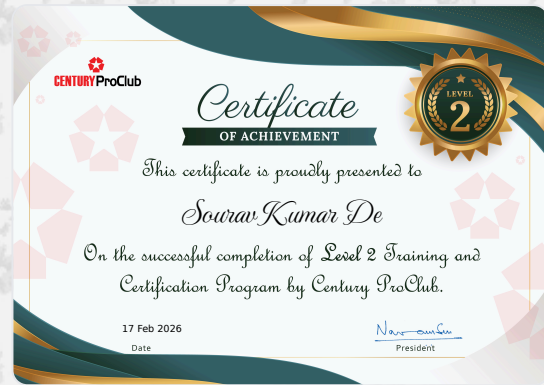 CENTURY ProClub
LEVEL
2
Certificate
OF ACHIEVEMENT
This certificate is proudly presented to
Sourav Kumar De
On the successful completion of Level 2 Training and
Certification Program by Century ProClub.
17 Feb 2026
Date
President